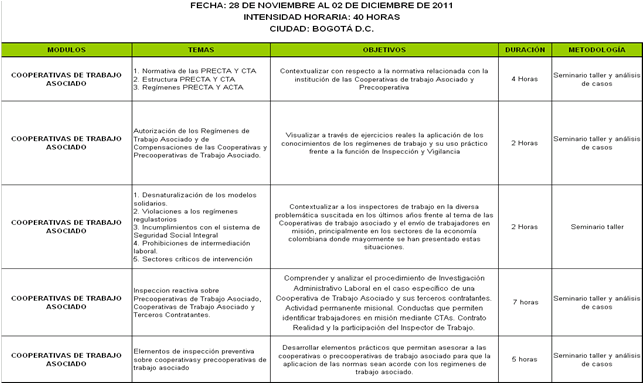 FECHA: 28 DE NOVIEMBRE AL 02 DE DICIEMBRE DE 2011
INTENSIDAD HORARIA: 40 HORAS
CIUDAD: BOGOTÁ D.C.
MODULOS
TEMAS
OBJETIVOS
DURACIÓN
METODOLOGÍA
COOPERATIVAS DE TRABAJO
ASOCIADO
1. Normativa de las PRECTA Y CTA
2. Estructura PRECTA Y CTA
3. Regímenes PRECTA Y ACTA
Contextualizar con respecto a la normativa relacionada con la
institución de las Cooperativas de trabajo Asociado y
Precooperativa
4 Horas
Seminario taller y análisis
de casos
COOPERATIVAS DE TRABAJO
ASOCIADO
Autorización de los Regímenes de
Trabajo Asociado y de
Compensaciones de las Cooperativas y
Precooperativas de Trabajo Asociado.
Visualizar a través de ejercicios reales la aplicación de los
conocimientos de los regímenes de trabajo y su uso práctico
frente a la función de Inspección y Vigilancia
2 Horas
Seminario taller y análisis
de casos
COOPERATIVAS DE TRABAJO
ASOCIADO
1. Desnaturalización de los modelos
solidarios.
2. Violaciones a los regímenes
regulastorios
3. Incumplimientos con el sistema de
Seguridad Social Integral
4. Prohibiciones de intermediación
laboral.
5. Sectores críticos de intervención
Contextualizar a los inspectores de trabajo en la diversa
problemática suscitada en los últimos años frente al tema de las
Cooperativas de trabajo asociado y el envío de trabajadores en
misión, principalmente en los sectores de la economía
colombiana donde mayormente se han presentado estas
situaciones.
2 Horas
Seminario taller
COOPERATIVAS DE TRABAJO
ASOCIADO
Inspeccion reactiva sobre
Precooperativas de Trabajo Asociado,
Cooperativas de Trabajo Asociado y
Terceros Contratantes.
Comprender y analizar el procedimiento de Investigación
Administrativo Laboral en el caso específico de una
Cooperativa de Trabajo Asociado y sus terceros contratantes.
Actividad permanente misional. Conductas que permiten
identificar trabajadores en misión mediante CTAs. Contrato
Realidad y la participación del Inspector de Trabajo.
7 horas
Seminario taller y análisis
de casos
COOPERATIVAS DE TRABAJO
ASOCIADO
Elementos de inspección preventiva
sobre cooperativasy precooperativas de
trabajo asociado
Desarrollar elementos prácticos que permitan asesorar a las
cooperativas o precooperativas de trabajo asociado para que la
aplicacion de las normas sean acorde con los regimenes de
trabajo asociado.
5 horas
Seminario taller y análisis
de casos